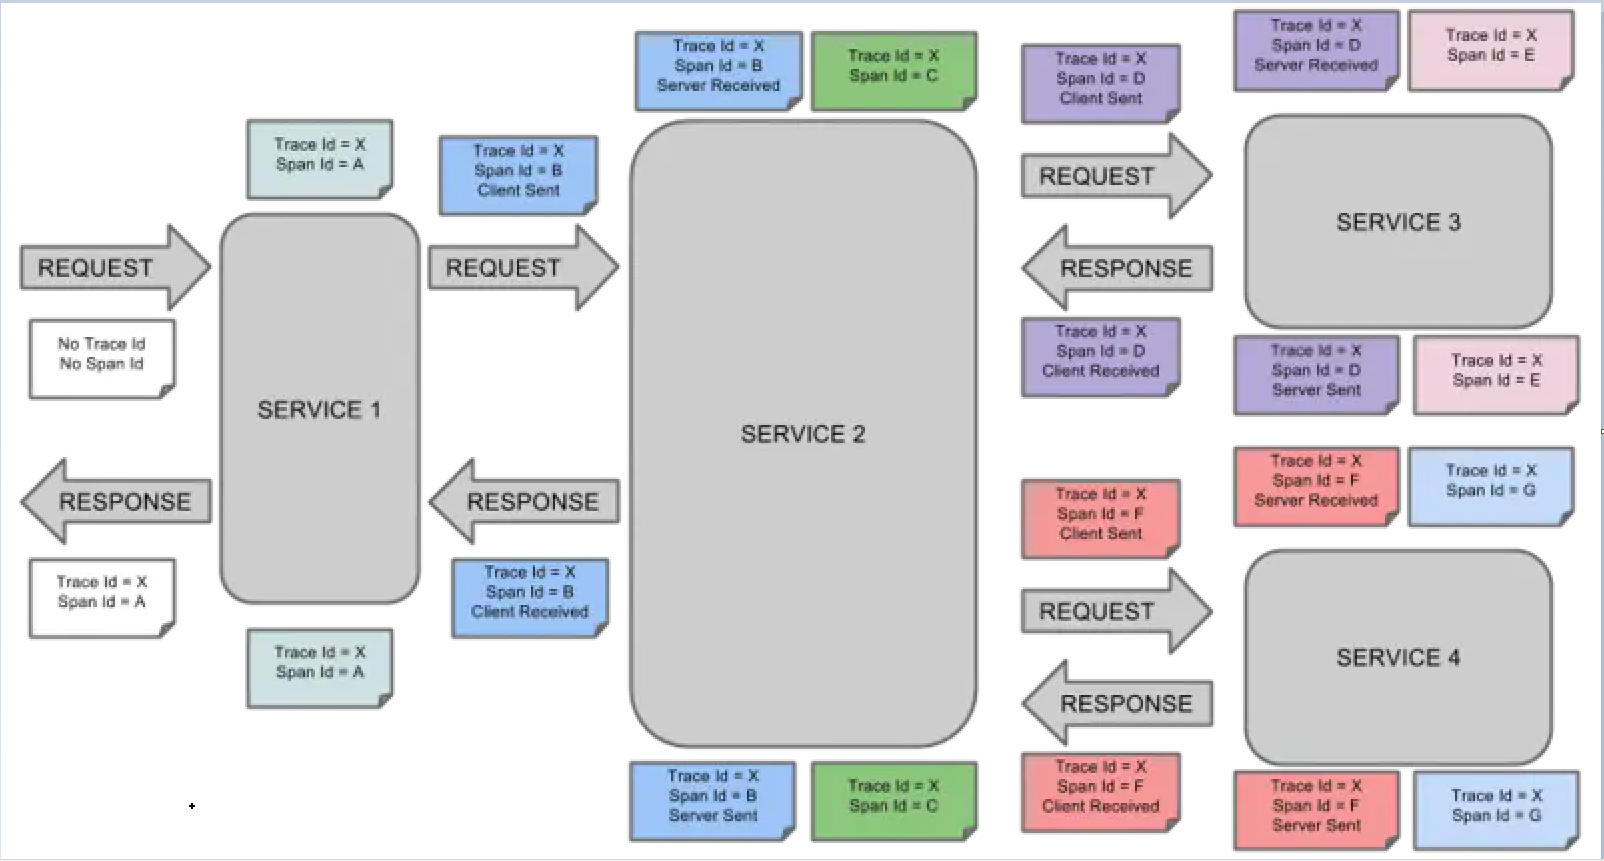 Trace Id = X
Span Id = D
Server Received
Trace Id = X
Span Id = E
Trace Id = X
Span Id = B
Server Received
Trace Id = X
Span Id = C
Trace Id = X
Span Id = D
Client Sent
Trace Id = X
Span Id = A
Trace Id = X
Span Id = B
Client Sent
REQUEST
SERVICE 3
REQUEST
REQUEST
RESPONSE
No Trace Id
No Span Id
Trace Id = X
Span Id = D
Client Received
Trace Id = X
Span Id = D
Server Sent
Trace Id = X
Span Id = E
SERVICE 1
SERVICE 2
Trace Id = X
Span Id = F
Server Received
Trace Id = X
Span Id = G
RESPONSE
RESPONSE
Trace Id = X
Span Id = F
Client Sent
Trace Id = X
Span Id = A
Trace Id = X
Span Id = B
Client Received
REQUEST
SERVICE 4
Trace Id = X
Span Id = A
RESPONSE
Trace Id = X
Span Id = B
Server Sent
Trace Id = X
Span Id = C
Trace Id = X
Span Id = F
Client Received
Trace Id = X
Span Id = F
Server Sent
Trace Id = X
Span Id = G